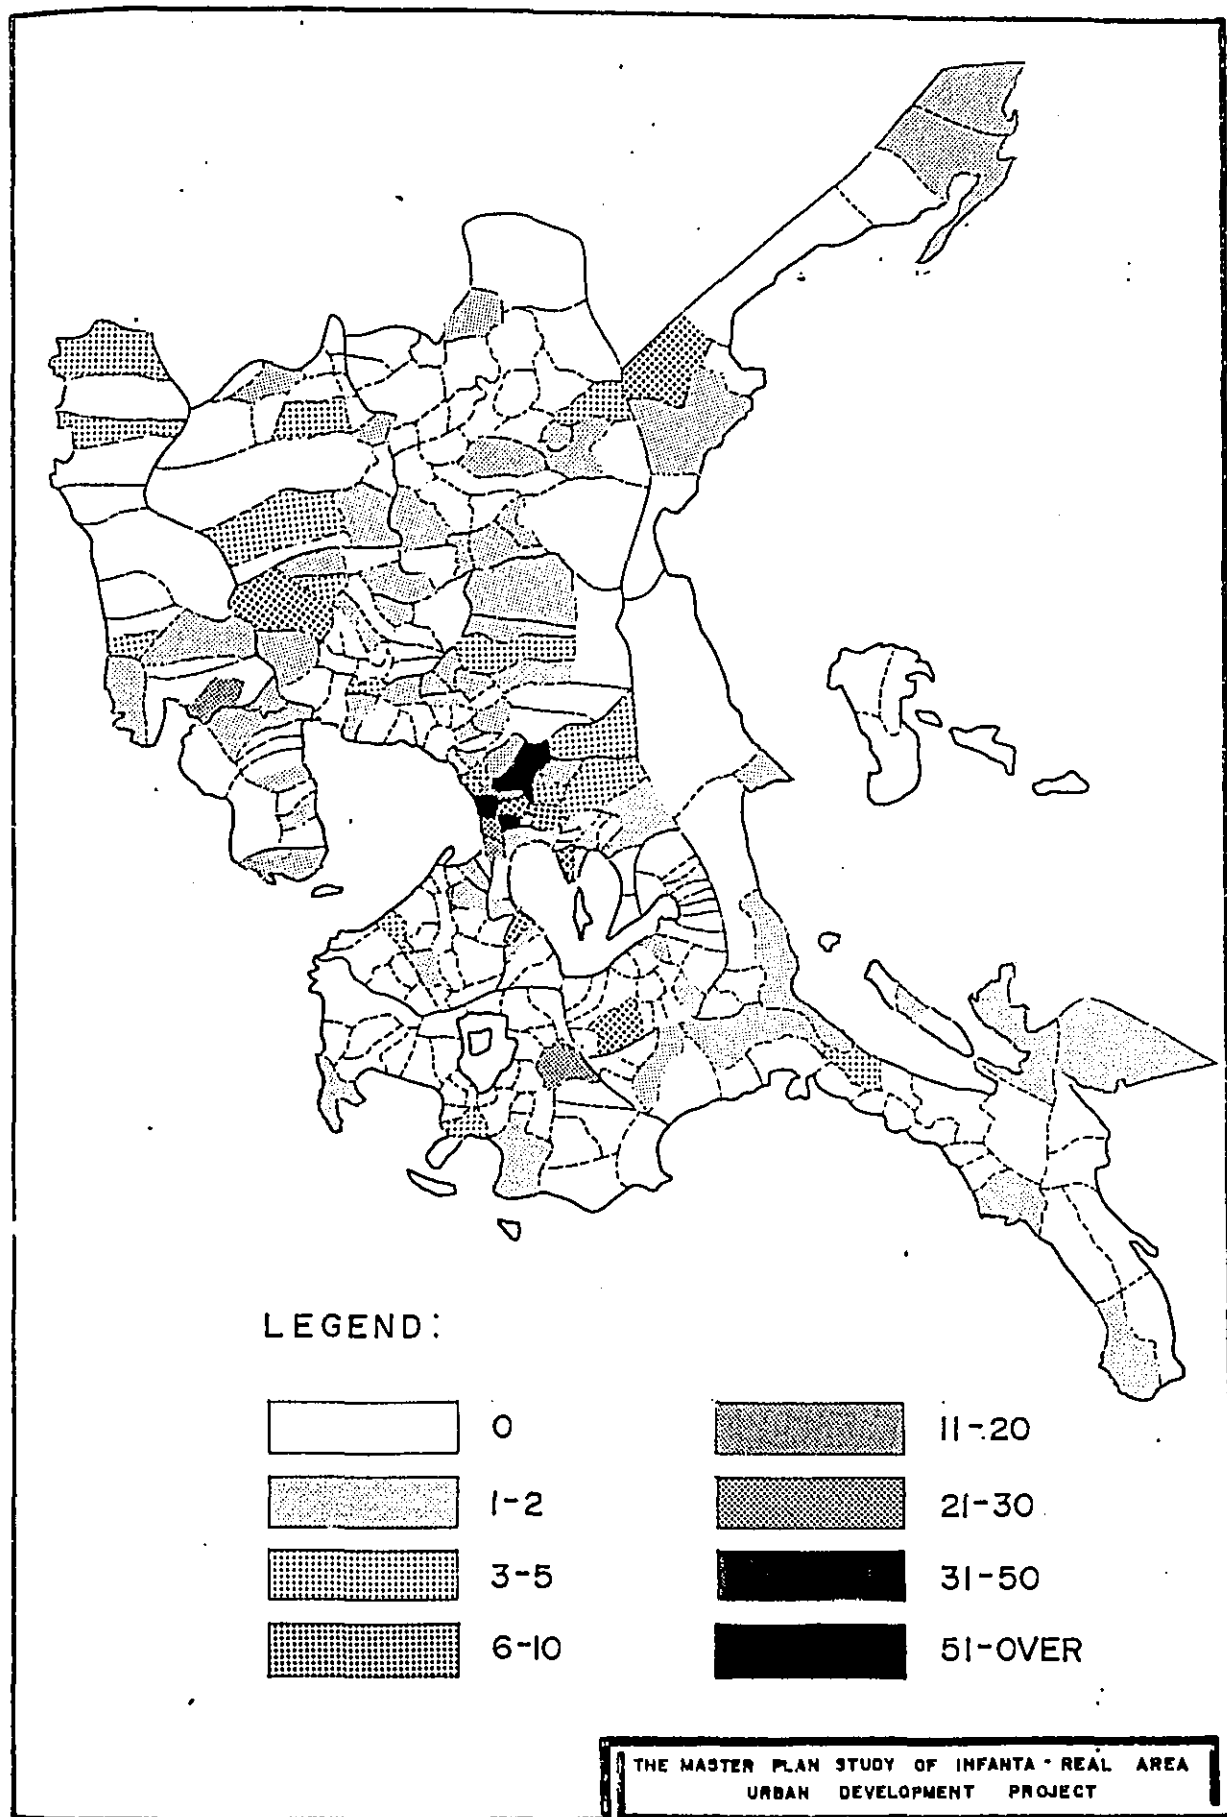 LEGEND:
0
1-2
3-5
6-10
11-20
21-30
31-50
51-OVER
THE MASTER PLAN STUDY OF INFANTA - REAL AREA
URBAN DEVELOPMENT PROJECT